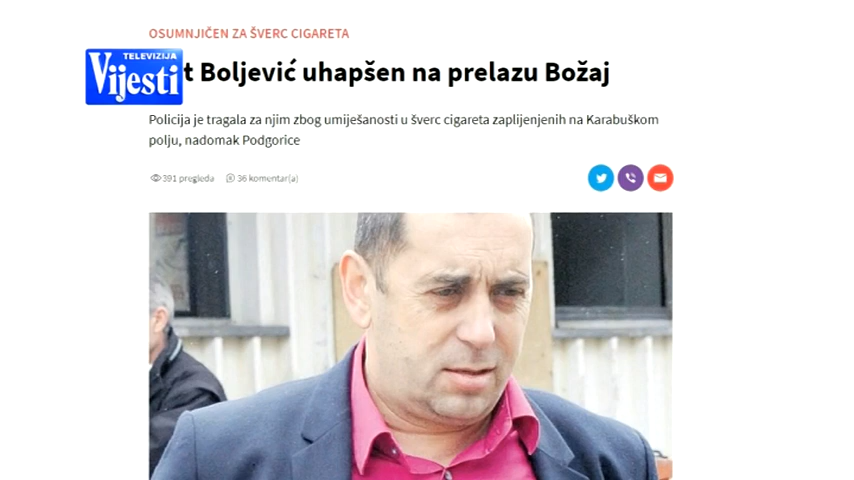 OSUMNJIČEN ZA ŠVERC CIGARETA
TELEVIZIJA
Vijesti
t Boljević uhapšen na prelazu Božaj
Policija je tragala za njim zbog umiješanosti u šverc cigareta zaplijenjenih na Karabuškom
polju, nadomak Podgorice
391 pregleda 36 komentar(a)